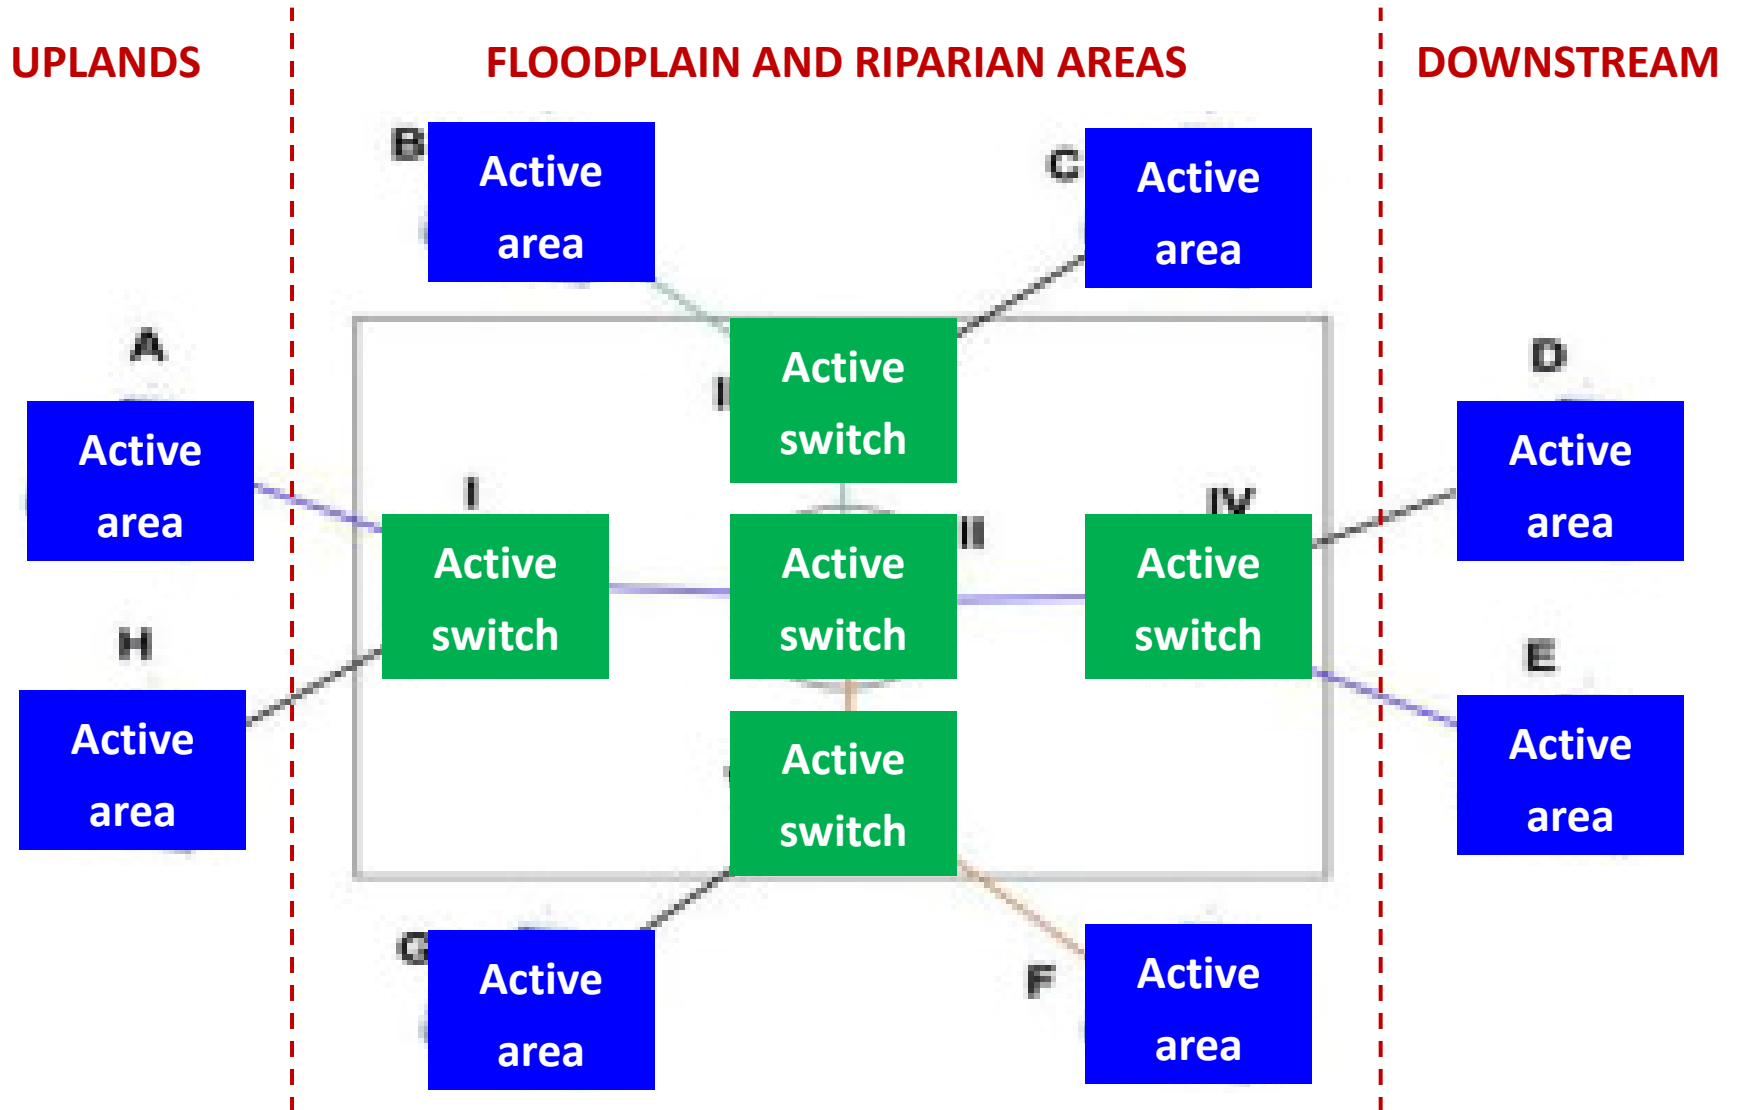 UPLANDS
FLOODPLAIN AND RIPARIAN AREAS
DOWNSTREAM
B
Active
area
C
Active
area
A
Active
area
Active
switch
D
Active
area
I
Active
switch
II
Active
switch
IV
Active
switch
H
Active
area
E
Active
area
Active
switch
G
Active
area
F
Active
area